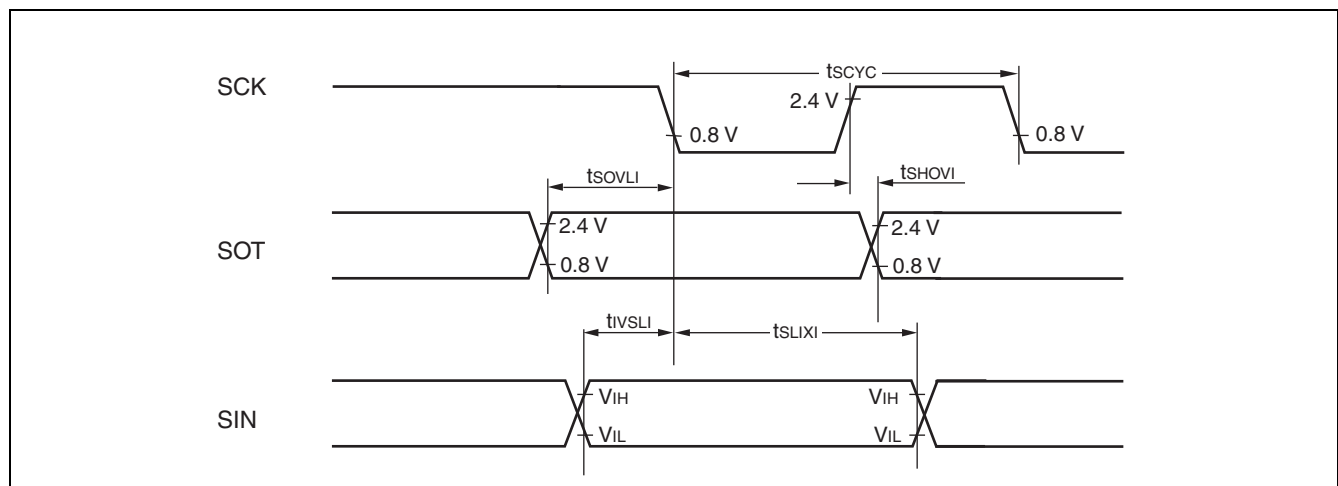 tSCYC
SCK
2.4 V
0.8 V
0.8 V
tSOVLI
tSHOVI
SOT
2.4 V
2.4 V
0.8 V
0.8 V
tIVSLI
tSLIXI
SIN
VIH
VIH
VIL
VIL